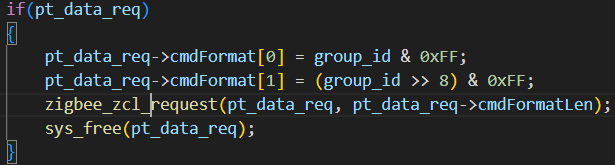 if(pt_data_req)
{
    pt_data_req->cmdFormat[0] = group_id & 0xFF;
    pt_data_req->cmdFormat[1] = (group_id >> 8) & 0xFF;
    zigbee_zcl_request(pt_data_req, pt_data_req->cmdFormatLen);
    sys_free(pt_data_req);
}